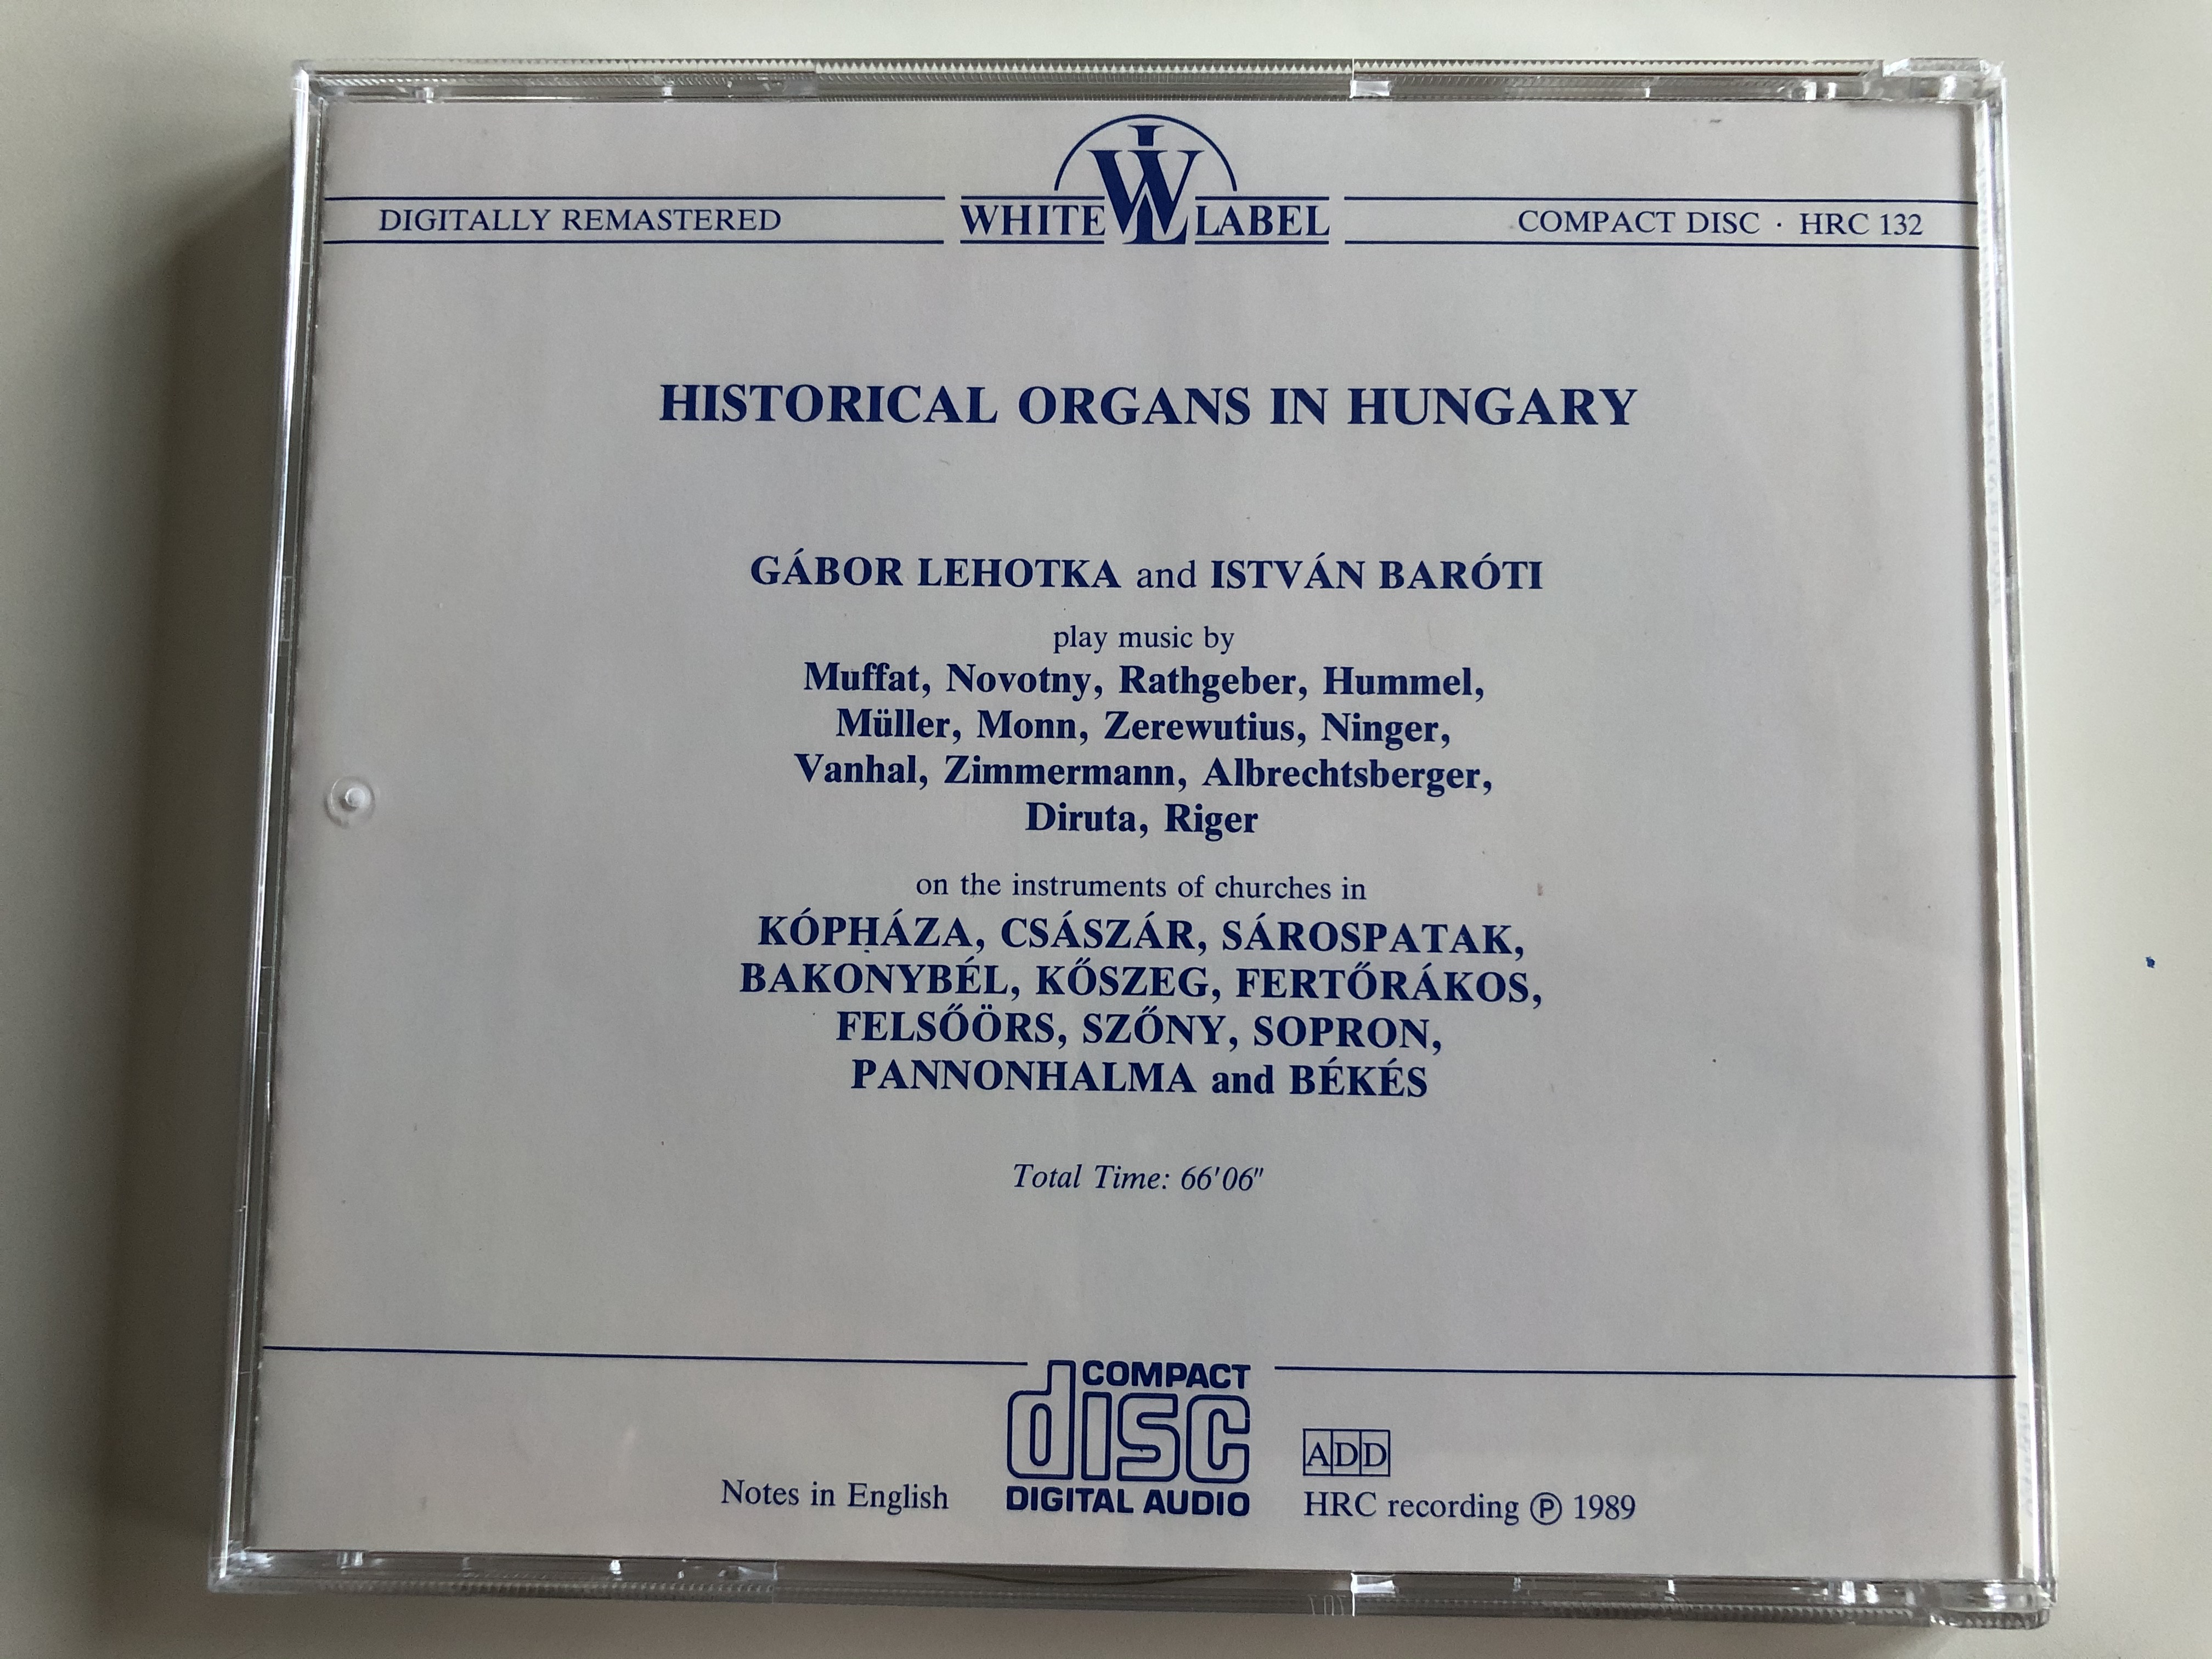 WL
DIGITALLY REMASTERED
WHITE LABEL
COMPACT DISC · HRC 132
HISTORICAL ORGANS IN HUNGARY
GÁBOR LEHOTKA and ISTVÁN BARÓTI
play music by
Muffat, Novotny, Rathgeber, Hummel,
Müller, Monn, Zerewutius, Ninger,
Vanhal, Zimmermann, Albrechtsberger,
Diruta, Riger
on the instruments of churches in
KÓPHÁZA, CSÁSZÁR, SÁROSPATAK,
BAKONYBÉL, KŐSZEG, FERTŐRÁKOS,
FELSŐÖRS, SZŐNY, SOPRON,
PANNONHALMA and BÉKÉS
Total Time: 66'06"
COMPACT
disc
DIGITAL AUDIO
Notes in English
ADD
HRC recording ℗ 1989